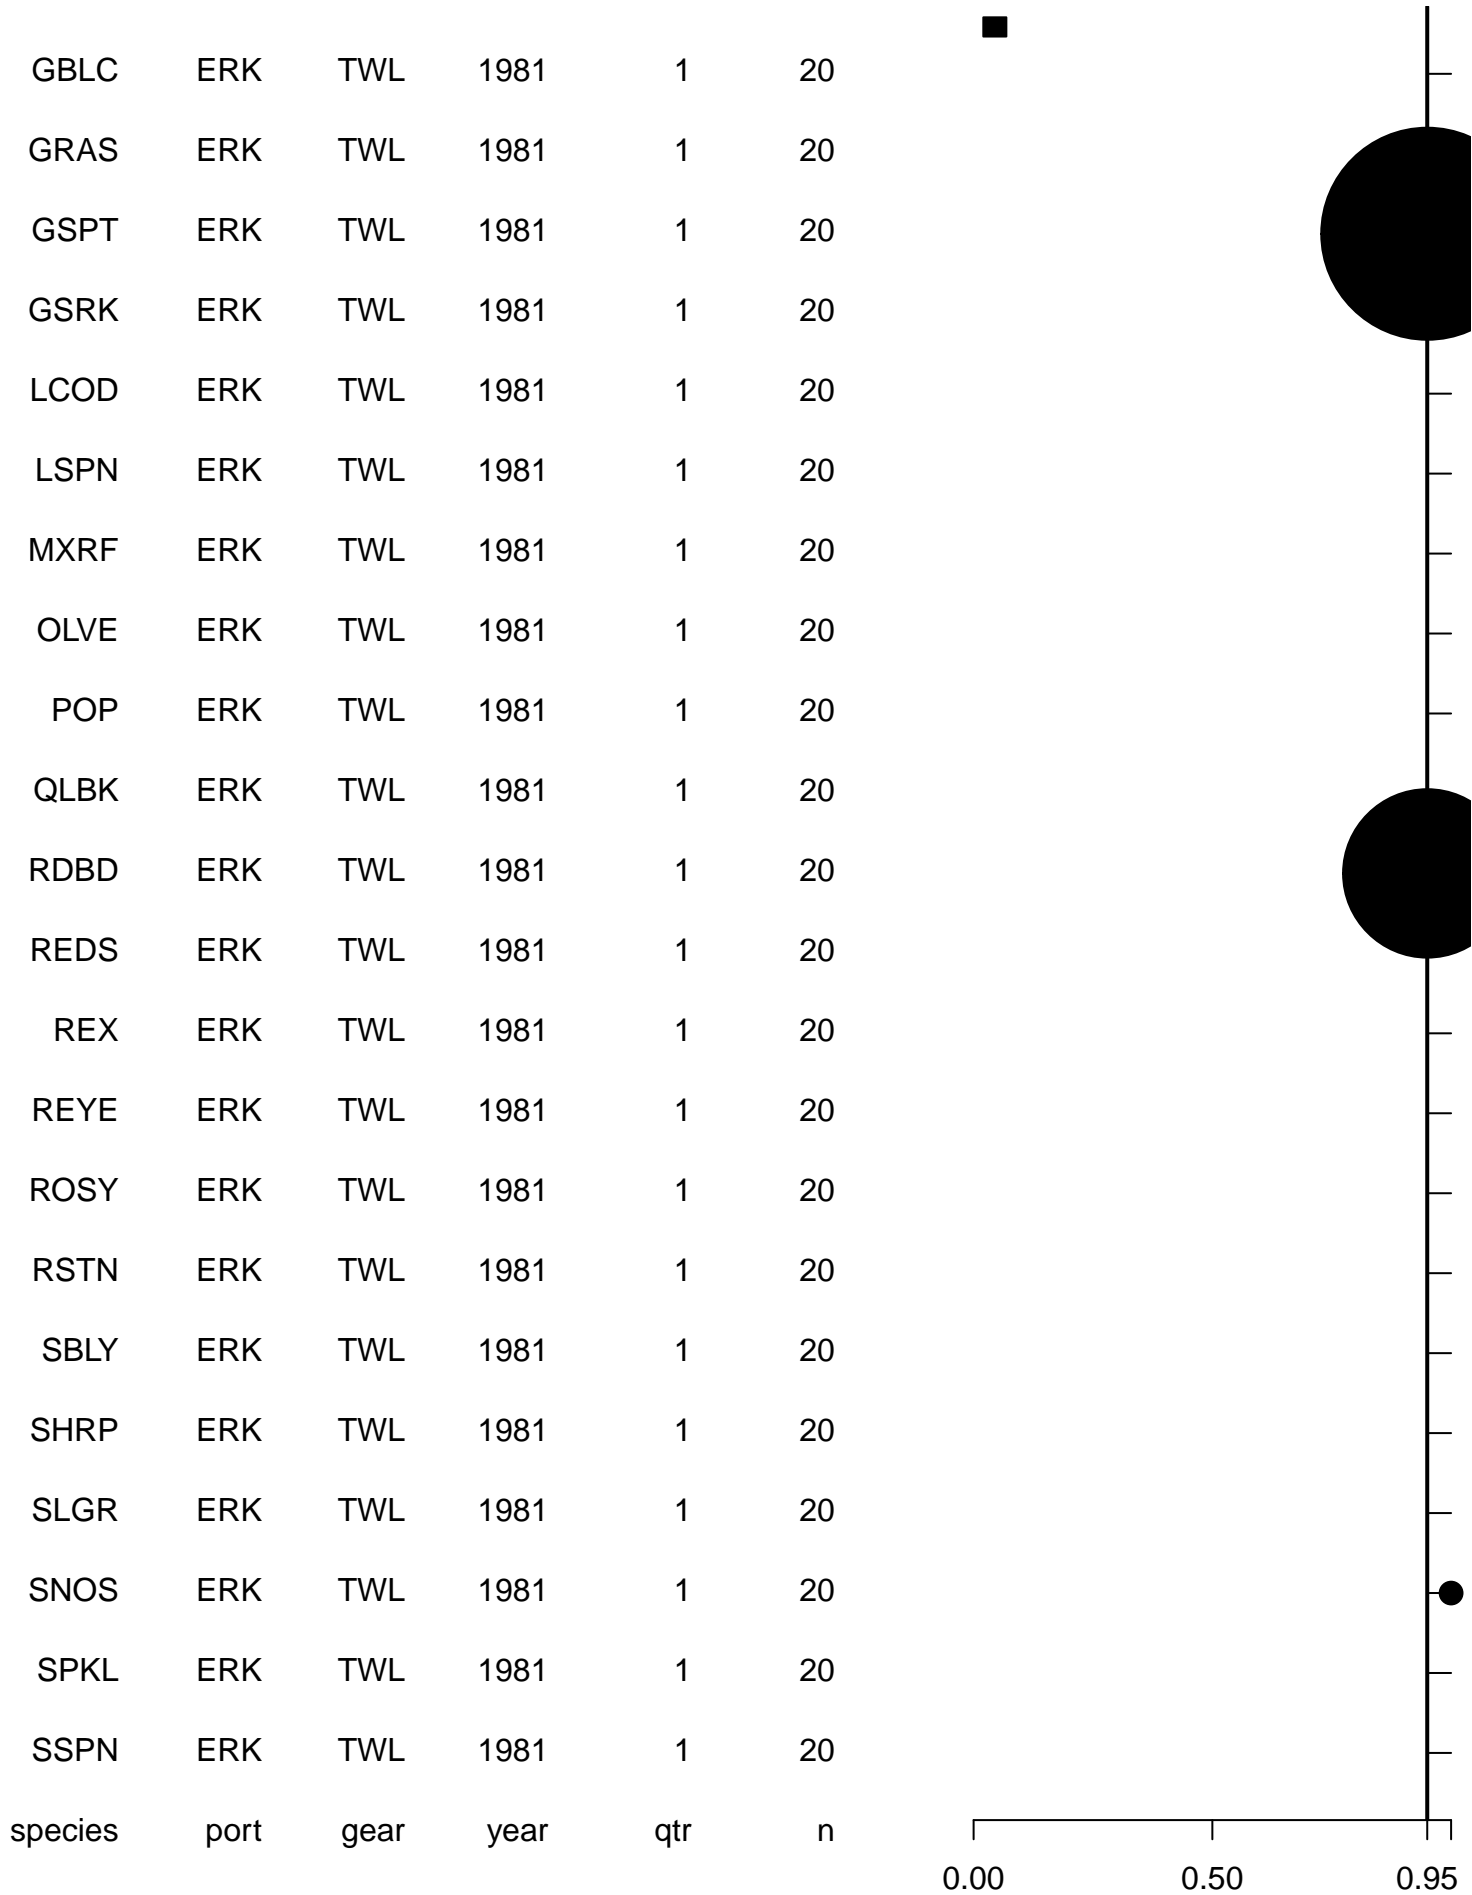 GBLC ERK TWL 1981 1 20
GRAS ERK TWL 1981 1 20
GSPT ERK TWL 1981 1 20
GSRK ERK TWL 1981 1 20
LCOD ERK TWL 1981 1 20
LSPN ERK TWL 1981 1 20
MXRF ERK TWL 1981 1 20
OLVE ERK TWL 1981 1 20
POP ERK TWL 1981 1 20
QLBK ERK TWL 1981 1 20
RDBD ERK TWL 1981 1 20
REDS ERK TWL 1981 1 20
REX ERK TWL 1981 1 20
REYE ERK TWL 1981 1 20
ROSY ERK TWL 1981 1 20
RSTN ERK TWL 1981 1 20
SBLY ERK TWL 1981 1 20
SHRP ERK TWL 1981 1 20
SLGR ERK TWL 1981 1 20
SNOS ERK TWL 1981 1 20
SPKL ERK TWL 1981 1 20
SSPN ERK TWL 1981 1 20
species port gear year qtr n
0.00 0.50 0.95